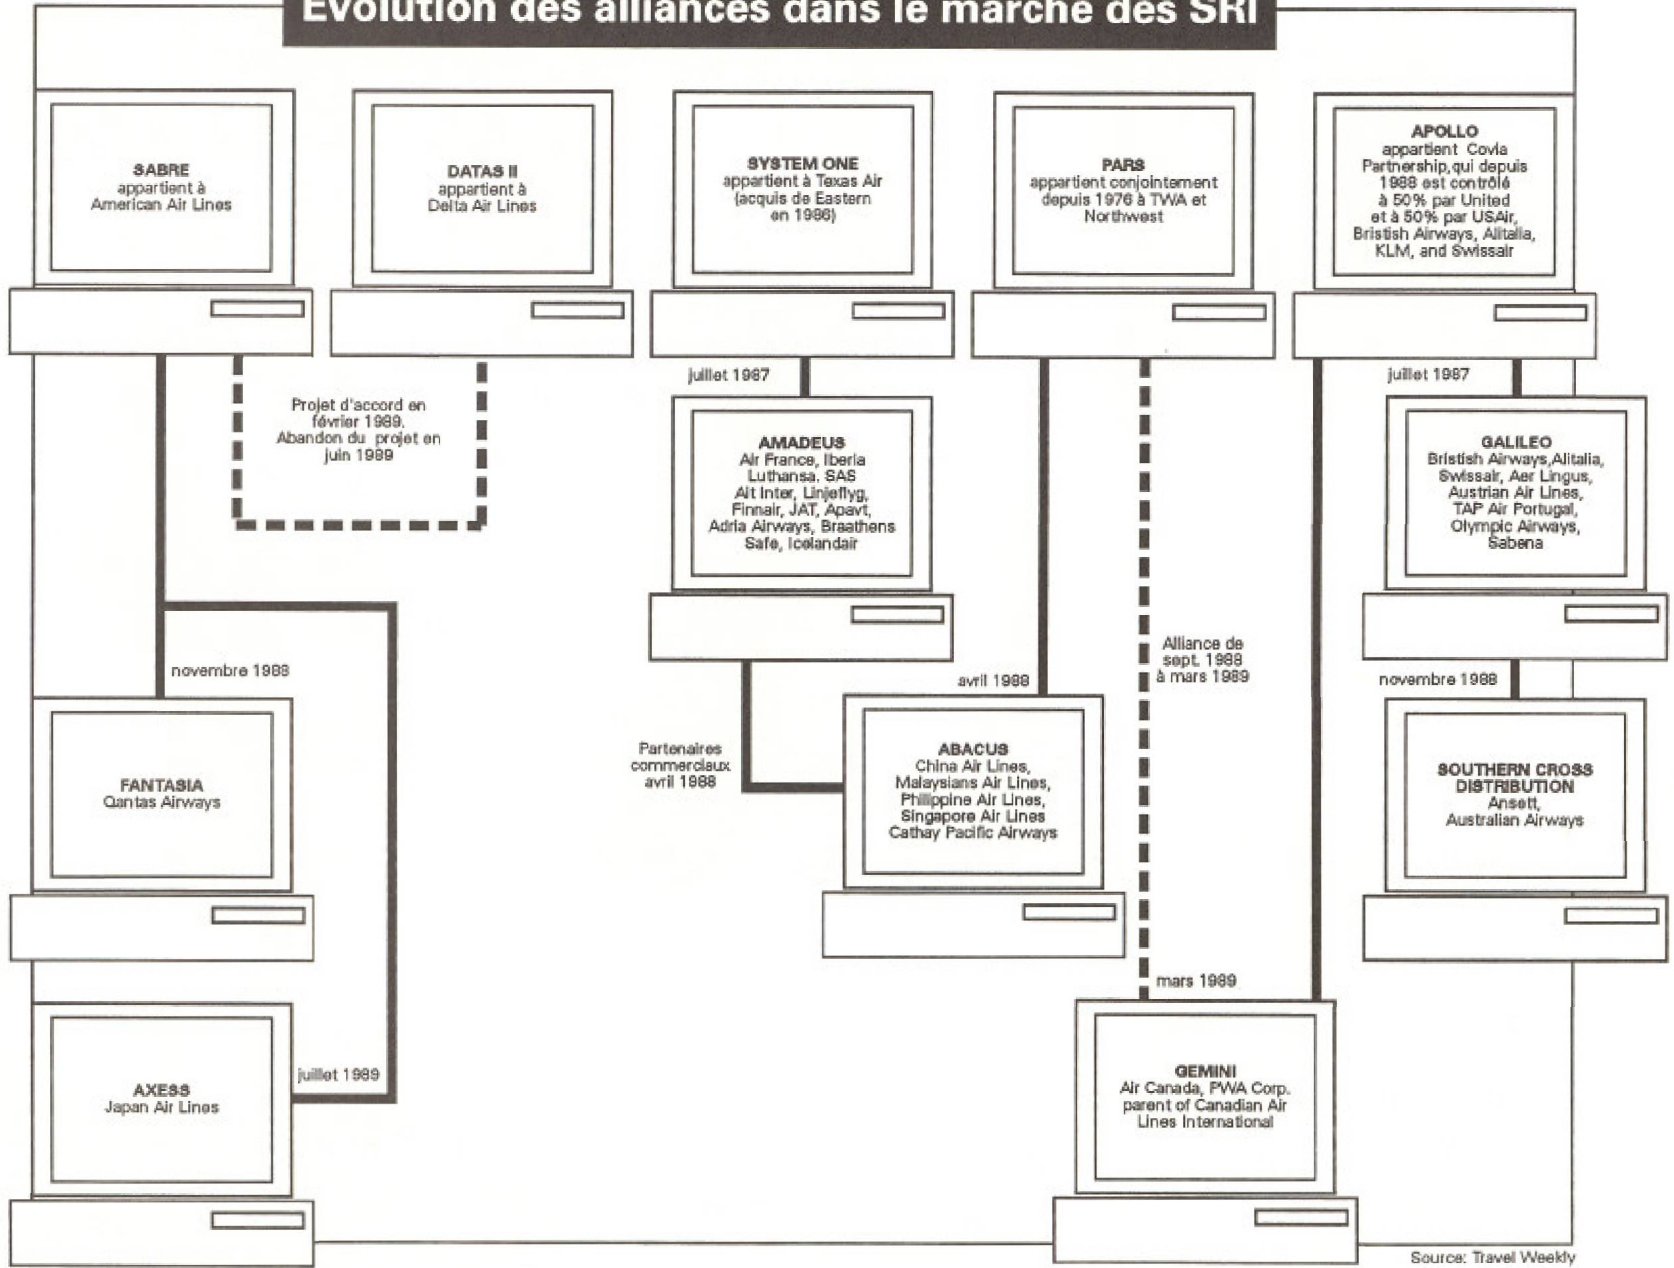 Evolution des alliances dans le marché des SRI
SABRE
appartient à
American Air Lines
DATAS II
appartient à
Delta Air Lines
SYSTEM ONE
appartient à Texas Air
(acquis de Eastern
en 1986)
PARS
appartient conjointement
depuis 1976 à TWA et
Northwest
APOLLO
appartient Covia
Partnership,qui depuis
1988 est contrôlé
à 50% par United
et à 50% par USAir,
Bristish Airways, Alitalia,
KLM, and Swissair
Projet d'accord en
février 1989.
Abandon du projet en
juin 1989
juillet 1987
AMADEUS
Air France, Iberia
Luthansa. SAS
Ait Inter, Linjeflyg,
Finnair, JAT, Apavt,
Adria Airways, Braathens
Safe, Icelandair
juillet 1987
GALILEO
Bristish Airways,Alitalia,
Swissair, Aer Lingus,
Austrian Air Lines,
TAP Air Portugal,
Olympic Airways,
Sabena
novembre 1988
avril 1988
Alliance de
sept. 1988
à mars 1989
novembre 1988
FANTASIA
Qantas Airways
Partenaires
commerciaux
avril 1988
ABACUS
China Air Lines,
Malaysians Air Lines,
Philippine Air Lines,
Singapore Air Lines
Cathay Pacific Airways
SOUTHERN CROSS
DISTRIBUTION
Ansett,
Australian Airways
mars 1989
AXESS
Japan Air Lines
juillet 1989
GEMINI
Air Canada, PWA Corp.
parent of Canadian Air
Lines International
Source: Travel Weekly